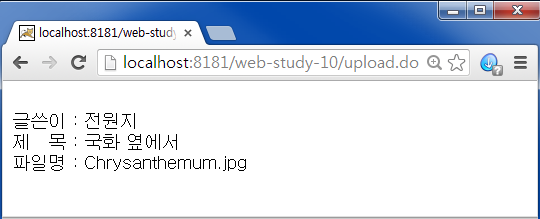 localhost:8181/web-stud
localhost:8181/web-study-10/upload.do
글쓴이 : 전원지
제 목 : 국화 옆에서
파일명 : Chrysanthemum.jpg